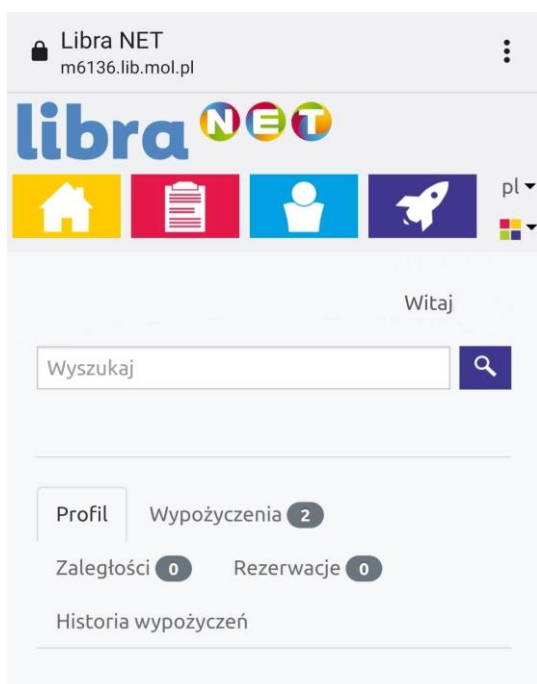 Libra NET
m6136.lib.mol.pl
libra NET
pl
Witaj
Wyszukaj
Profil Wypożyczenia 2
Zaległości 0 Rezerwacje 0
Historia wypożyczeń